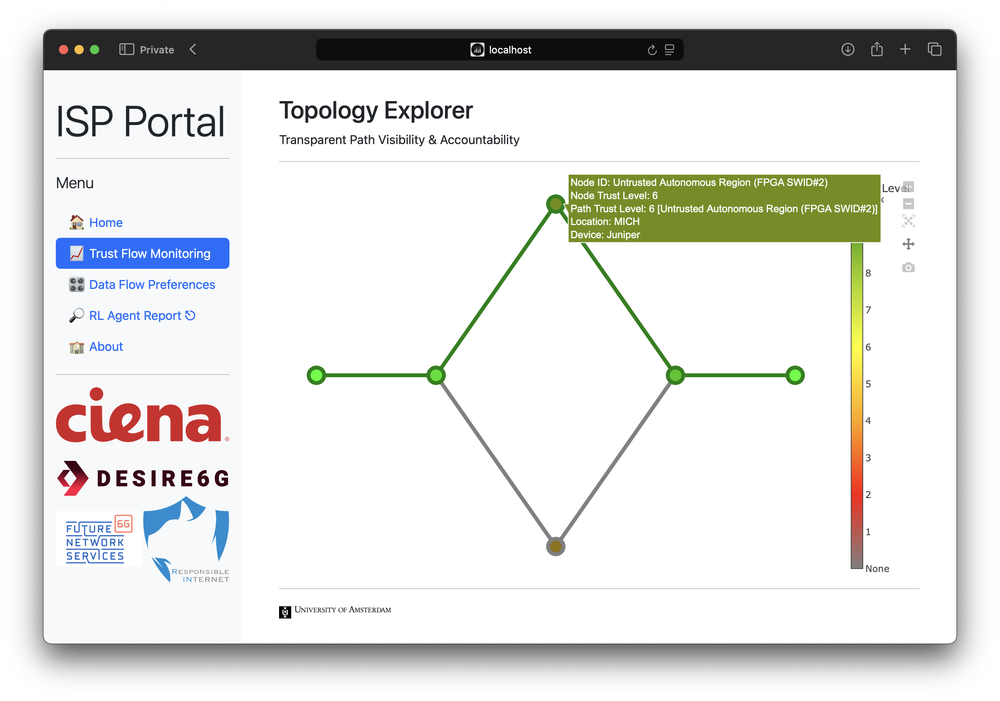 Private
localhost
ISP Portal
Menu
Home
Trust Flow Monitoring
Data Flow Preferences
RL Agent Report
About
ciena®
DESIRE6G
FUTURE 6G
NETWORK
SERVICES
RESPONSIBLE
INTERNET
Topology Explorer
Transparent Path Visibility & Accountability
Node ID: Untrusted Autonomous Region (FPGA SWID#2)
Node Trust Level: 6
Path Trust Level: 6 [Untrusted Autonomous Region (FPGA SWID#2)]
Location: MICH
Device: Juniper
Level
8
7
6
5
4
3
2
1
None
UNIVERSITY OF AMSTERDAM